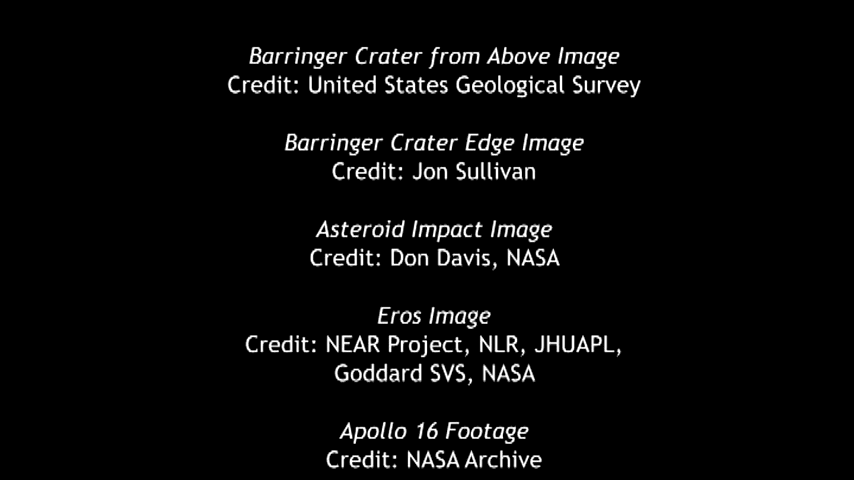 Barringer Crater from Above Image
Credit: United States Geological Survey
Barringer Crater Edge Image
Credit: Jon Sullivan
Asteroid Impact Image
Credit: Don Davis, NASA
Eros Image
Credit: NEAR Project, NLR, JHUAPL,
Goddard SVS, NASA
Apollo 16 Footage
Credit: NASA Archive